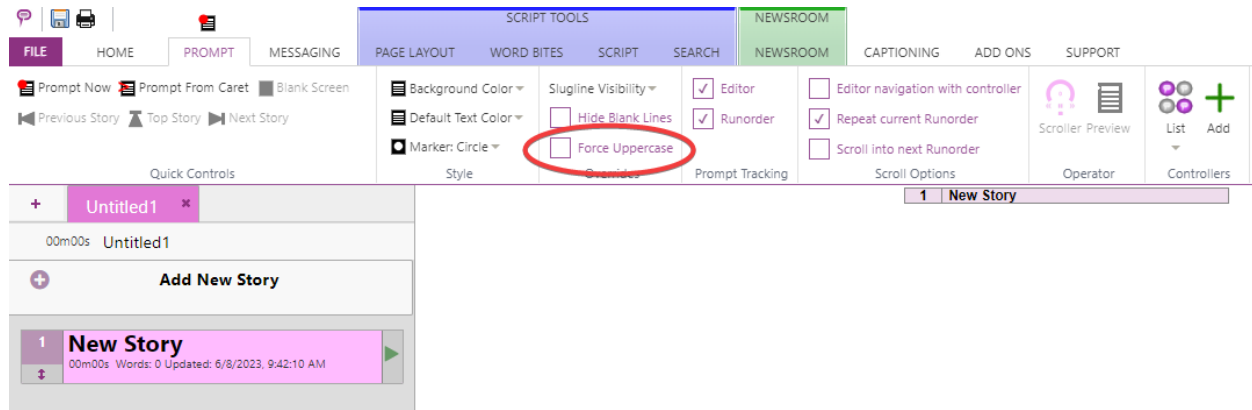 SCRIPT TOOLS NEWSROOM
FILE HOME PROMPT MESSAGING PAGE LAYOUT WORD BITES SCRIPT SEARCH NEWSROOM CAPTIONING ADD ONS SUPPORT
Prompt Now Prompt From Caret Blank Screen Background Color Slugline Visibility Editor Editor navigation with controller
Previous Story Top Story Next Story Default Text Color Hide Blank Lines Runorder Repeat current Runorder Scroller Preview List Add
Marker: Circle Force Uppercase Scroll into next Runorder
Quick Controls Style Overrides Prompt Tracking Scroll Options Operator Controllers
+ Untitled1 × 1 New Story
00m00s Untitled1
Add New Story
1 New Story
00m00s Words: 0 Updated: 6/8/2023, 9:42:10 AM